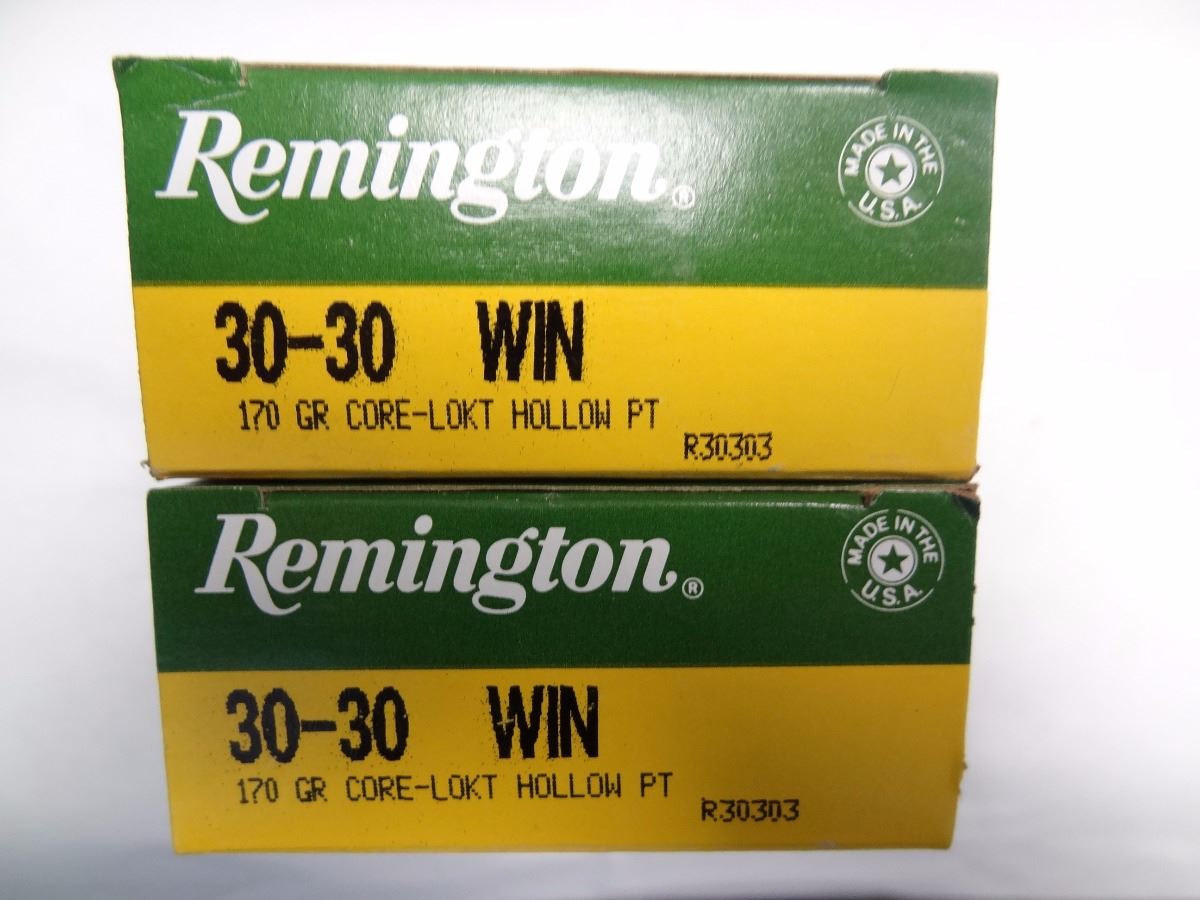 Remington®
MADE IN THE
U.S.A.
30-30 WIN
170 GR CORE-LOKT HOLLOW PT
R30303
Remington®
MADE IN THE
U.S.A.
30-30 WIN
170 GR CORE-LOKT HOLLOW PT
R30303